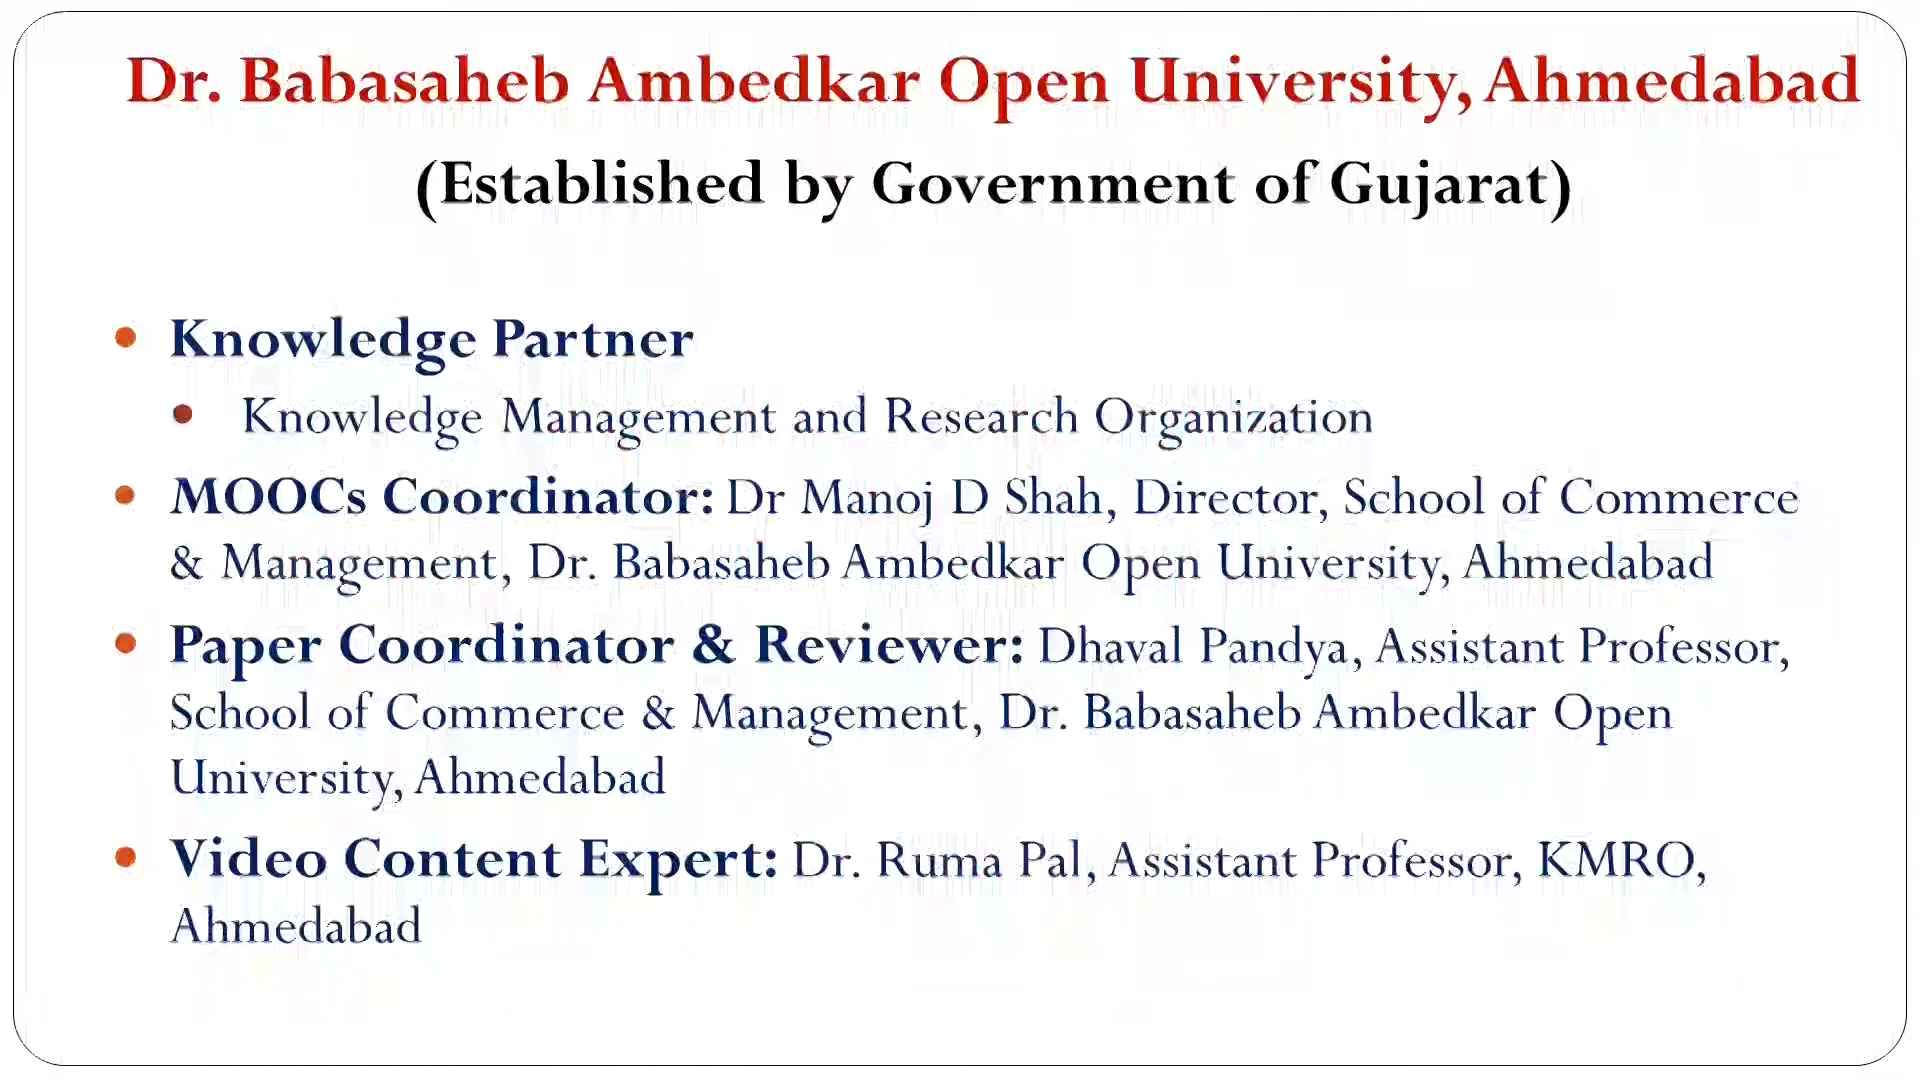 Dr. Babasaheb Ambedkar Open University, Ahmedabad
(Established by Government of Gujarat)
• Knowledge Partner
• Knowledge Management and Research Organization
• MOOCs Coordinator: Dr Manoj D Shah, Director, School of Commerce
& Management, Dr. Babasaheb Ambedkar Open University, Ahmedabad
• Paper Coordinator & Reviewer: Dhaval Pandya, Assistant Professor,
School of Commerce & Management, Dr. Babasaheb Ambedkar Open
University, Ahmedabad
• Video Content Expert: Dr. Ruma Pal, Assistant Professor, KMRO,
Ahmedabad